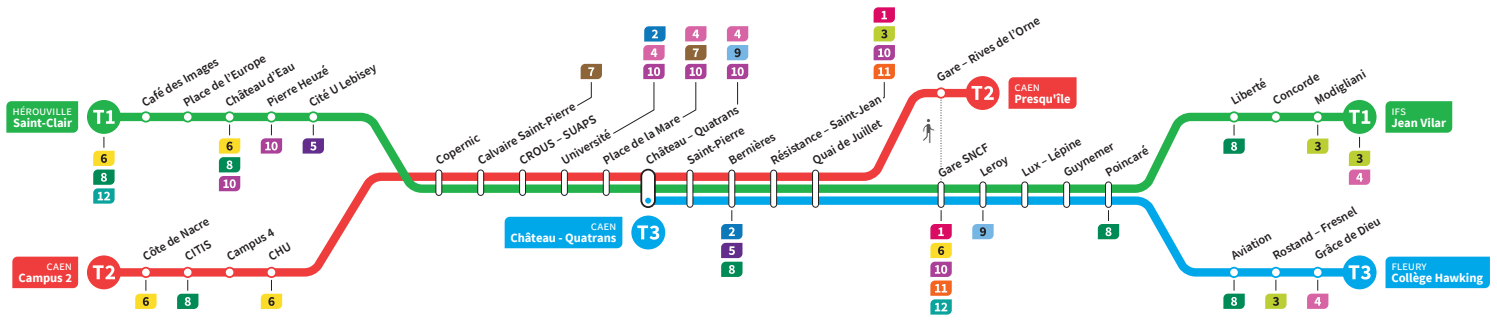 HÉROUVILLE
Saint-Clair
T1
6
8
12
Café des Images
Place de l'Europe
Château d'Eau
6
8
10
Pierre Heuzé
10
Cité U Lebisey
5
CAEN
Campus 2
T2
Côte de Nacre
6
CITIS
8
Campus 4
CHU
6
Copernic
Calvaire Saint-Pierre
7
CROUS – SUAPS
Université
2
4
10
Place de la Mare
4
7
10
Château – Quatrans
4
9
10
CAEN
Château - Quatrans
T3
Saint-Pierre
Bernières
2
5
8
Résistance – Saint-Jean
1
3
10
11
Quai de Juillet
Gare – Rives de l'Orne
T2
CAEN
Presqu'île
Gare SNCF
1
6
10
11
12
Leroy
9
Lux – Lépine
Guynemer
Poincaré
8
Liberté
8
Concorde
Modigliani
3
T1
3
4
IFS
Jean Vilar
Aviation
8
Rostand – Fresnel
3
Grâce de Dieu
4
T3
FLEURY
Collège Hawking